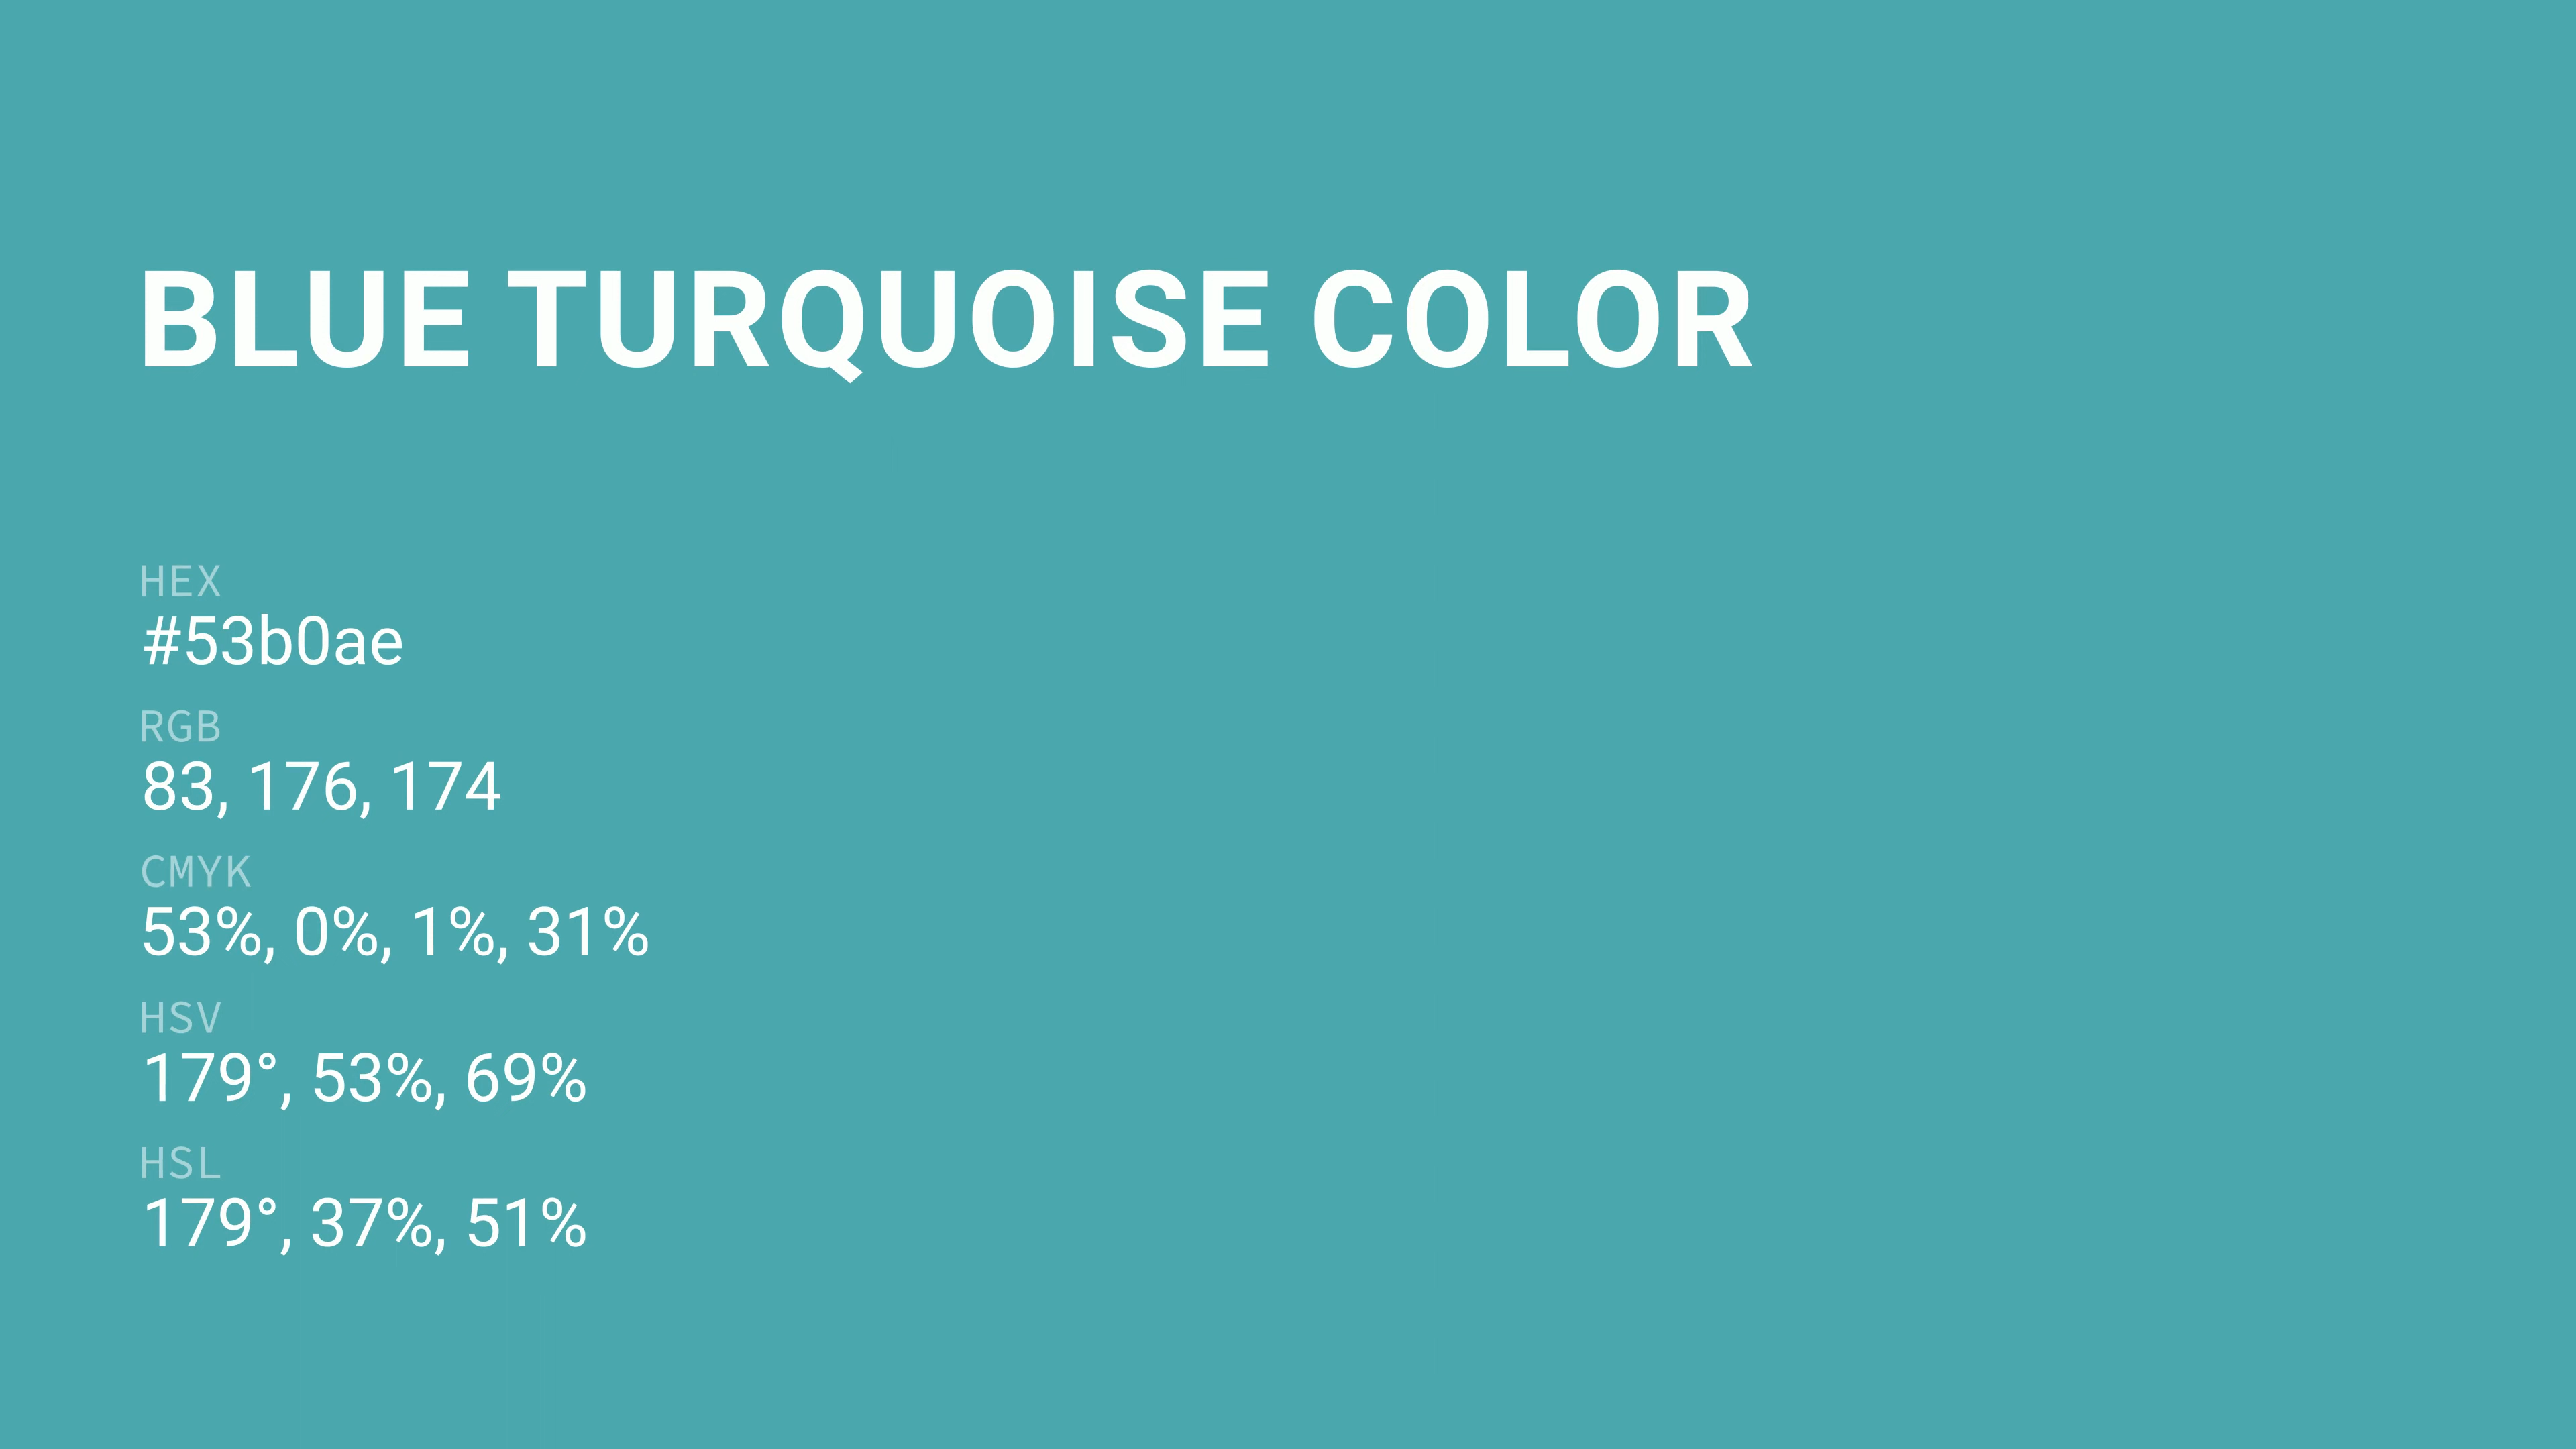 BLUE TURQUOISE COLOR
HEX
#53b0ae
RGB
83, 176, 174
CMYK
53%, 0%, 1%, 31%
HSV
179°, 53%, 69%
HSL
179°, 37%, 51%